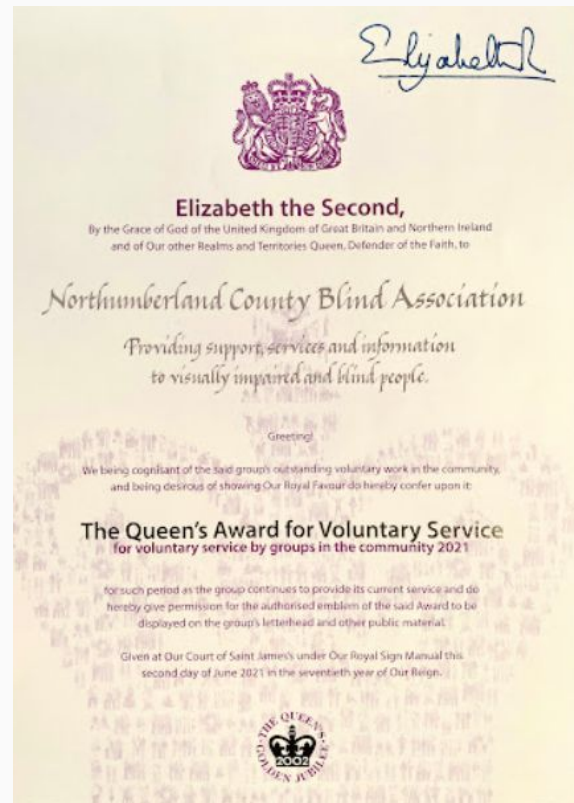 Elizabeth R
Elizabeth the Second,
By the Grace of God of the United Kingdom of Great Britain and Northern Ireland
and of Our other Realms and Territories Queen, Defender of the Faith, to
Northumberland County Blind Association
Providing support, services and information
to visually impaired and blind people.
Greeting!
We being cognisant of the said group's outstanding voluntary work in the community,
and being desirous of showing Our Royal Favour do hereby confer upon it:
The Queen's Award for Voluntary Service
for voluntary service by groups in the community 2021
for such period as the group continues to provide its current service and do
hereby give permission for the authorised emblem of the said Award to be
displayed on the group's letterhead and other public material.
Given at Our Court of Saint James's under Our Royal Sign Manual this
second day of June 2021 in the seventieth year of Our Reign.
THE QUEEN'S
2002
GOLDEN JUBILEE